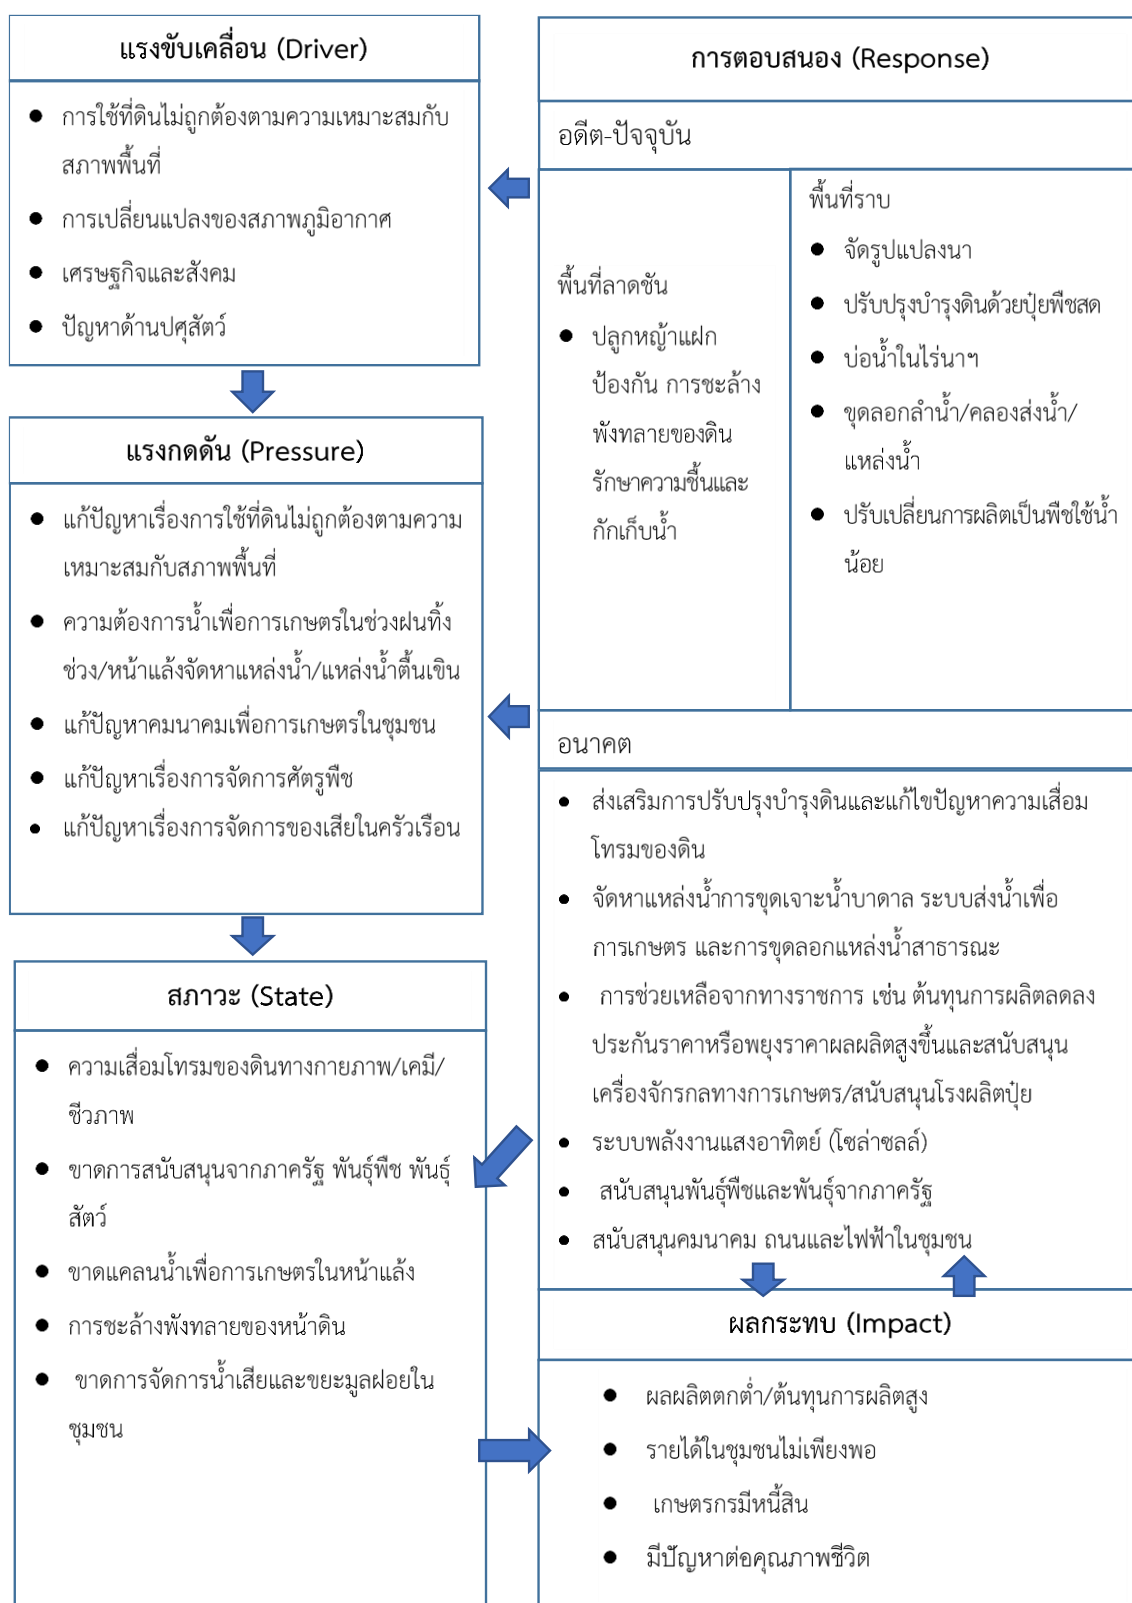 แรงขับเคลื่อน (Driver)
● การใช้ที่ดินไม่ถูกต้องตามความเหมาะสมกับ
สภาพพื้นที่
● การเปลี่ยนแปลงของสภาพภูมิอากาศ
● เศรษฐกิจและสังคม
● ปัญหาด้านปศุสัตว์
แรงกดดัน (Pressure)
● แก้ปัญหาเรื่องการใช้ที่ดินไม่ถูกต้องตามความ
เหมาะสมกับสภาพพื้นที่
● ความต้องการน้ำเพื่อการเกษตรในช่วงฝนทิ้ง
ช่วง/หน้าแล้งจัดหาแหล่งน้ำ/แหล่งน้ำตื้นเขิน
● แก้ปัญหาคมนาคมเพื่อการเกษตรในชุมชน
● แก้ปัญหาเรื่องการจัดการศัตรูพืช
● แก้ปัญหาเรื่องการจัดการของเสียในครัวเรือน
สภาวะ (State)
● ความเสื่อมโทรมของดินทางกายภาพ/เคมี/
ชีวภาพ
● ขาดการสนับสนุนจากภาครัฐ พันธุ์พืช พันธุ์
สัตว์
● ขาดแคลนน้ำเพื่อการเกษตรในหน้าแล้ง
● การชะล้างพังทลายของหน้าดิน
● ขาดการจัดการน้ำเสียและขยะมูลฝอยใน
ชุมชน
การตอบสนอง (Response)
อดีต-ปัจจุบัน
พื้นที่ลาดชัน
● ปลูกหญ้าแฝก
ป้องกัน การชะล้าง
พังทลายของดิน
รักษาความชื้นและ
กักเก็บน้ำ
พื้นที่ราบ
● จัดรูปแปลงนา
● ปรับปรุงบำรุงดินด้วยปุ๋ยพืชสด
● บ่อน้ำในไร่นาฯ
● ขุดลอกลำน้ำ/คลองส่งน้ำ/
แหล่งน้ำ
● ปรับเปลี่ยนการผลิตเป็นพืชใช้น้ำ
น้อย
อนาคต
● ส่งเสริมการปรับปรุงบำรุงดินและแก้ไขปัญหาความเสื่อม
โทรมของดิน
● จัดหาแหล่งน้ำการขุดเจาะน้ำบาดาล ระบบส่งน้ำเพื่อ
การเกษตร และการขุดลอกแหล่งน้ำสาธารณะ
● การช่วยเหลือจากทางราชการ เช่น ต้นทุนการผลิตลดลง
ประกันราคาหรือพยุงราคาผลผลิตสูงขึ้นและสนับสนุน
เครื่องจักรกลทางการเกษตร/สนับสนุนโรงผลิตปุ๋ย
● ระบบพลังงานแสงอาทิตย์ (โซล่าซลล์)
● สนับสนุนพันธุ์พืชและพันธุ์จากภาครัฐ
● สนับสนุนคมนาคม ถนนและไฟฟ้าในชุมชน
ผลกระทบ (Impact)
● ผลผลิตตกต่ำ/ต้นทุนการผลิตสูง
● รายได้ในชุมชนไม่เพียงพอ
● เกษตรกรมีหนี้สิน
● มีปัญหาต่อคุณภาพชีวิต